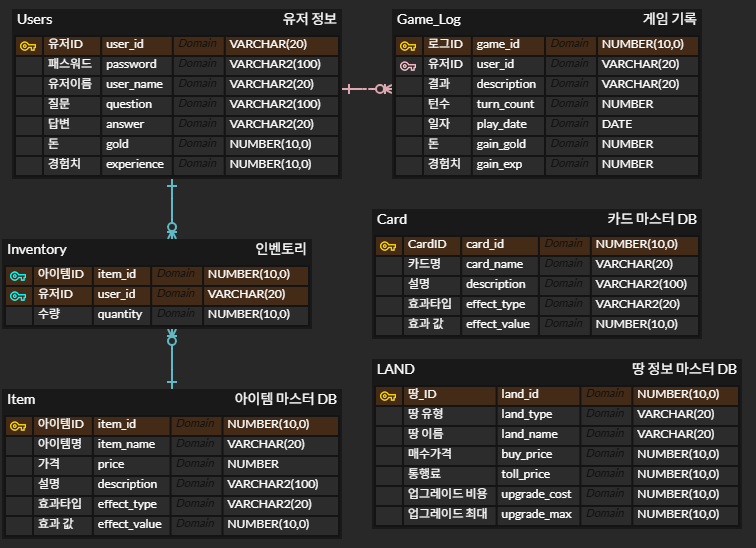 Users 유저 정보
유저ID user_id Domain VARCHAR(20)
패스워드 password Domain VARCHAR2(100)
유저이름 user_name Domain VARCHAR2(20)
질문 question Domain VARCHAR2(100)
답변 answer Domain VARCHAR2(20)
돈 gold Domain NUMBER(10,0)
경험치 experience Domain NUMBER(10,0)
Game_Log 게임 기록
로그ID game_id Domain NUMBER(10,0)
유저ID user_id Domain VARCHAR(20)
결과 description Domain VARCHAR(20)
턴수 turn_count Domain NUMBER
일자 play_date Domain DATE
돈 gain_gold Domain NUMBER
경험치 gain_exp Domain NUMBER
Inventory 인벤토리
아이템ID item_id Domain NUMBER(10,0)
유저ID user_id Domain VARCHAR(20)
수량 quantity Domain NUMBER(10,0)
Card 카드 마스터 DB
CardID card_id Domain NUMBER(10,0)
카드명 card_name Domain VARCHAR(20)
설명 description Domain VARCHAR2(100)
효과타입 effect_type Domain VARCHAR2(20)
효과 값 effect_value Domain NUMBER(10,0)
Item 아이템 마스터 DB
아이템ID item_id Domain NUMBER(10,0)
아이템명 item_name Domain VARCHAR(20)
가격 price Domain NUMBER
설명 description Domain VARCHAR2(100)
효과타입 effect_type Domain VARCHAR2(20)
효과 값 effect_value Domain NUMBER(10,0)
LAND 땅 정보 마스터 DB
땅_ID land_id Domain NUMBER(10,0)
땅 유형 land_type Domain VARCHAR(20)
땅 이름 land_name Domain VARCHAR(20)
매수가격 buy_price Domain NUMBER(10,0)
통행료 toll_price Domain NUMBER(10,0)
업그레이드 비용 upgrade_cost Domain NUMBER(10,0)
업그레이드 최대 upgrade_max Domain NUMBER(10,0)